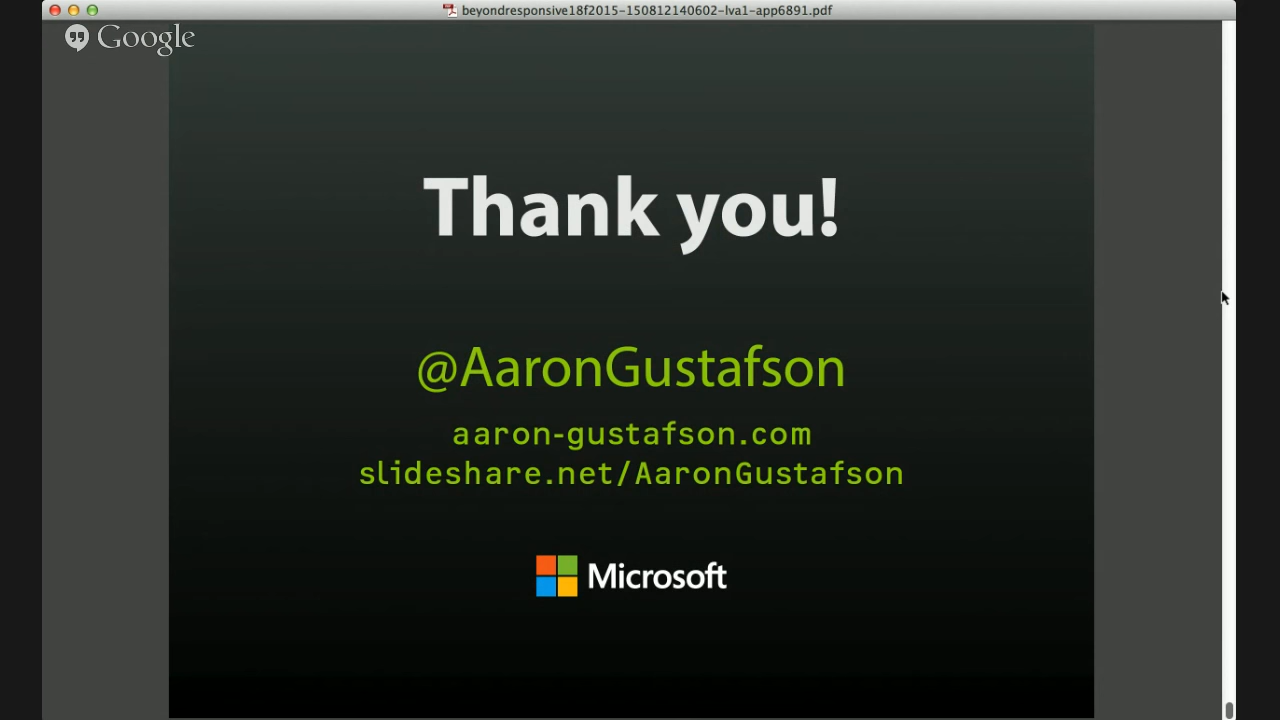 beyondresponsive18f2015-150812140602-lva1-app6891.pdf
Google
Thank you!
@AaronGustafson
aaron-gustafson.com
slideshare.net/AaronGustafson
Microsoft